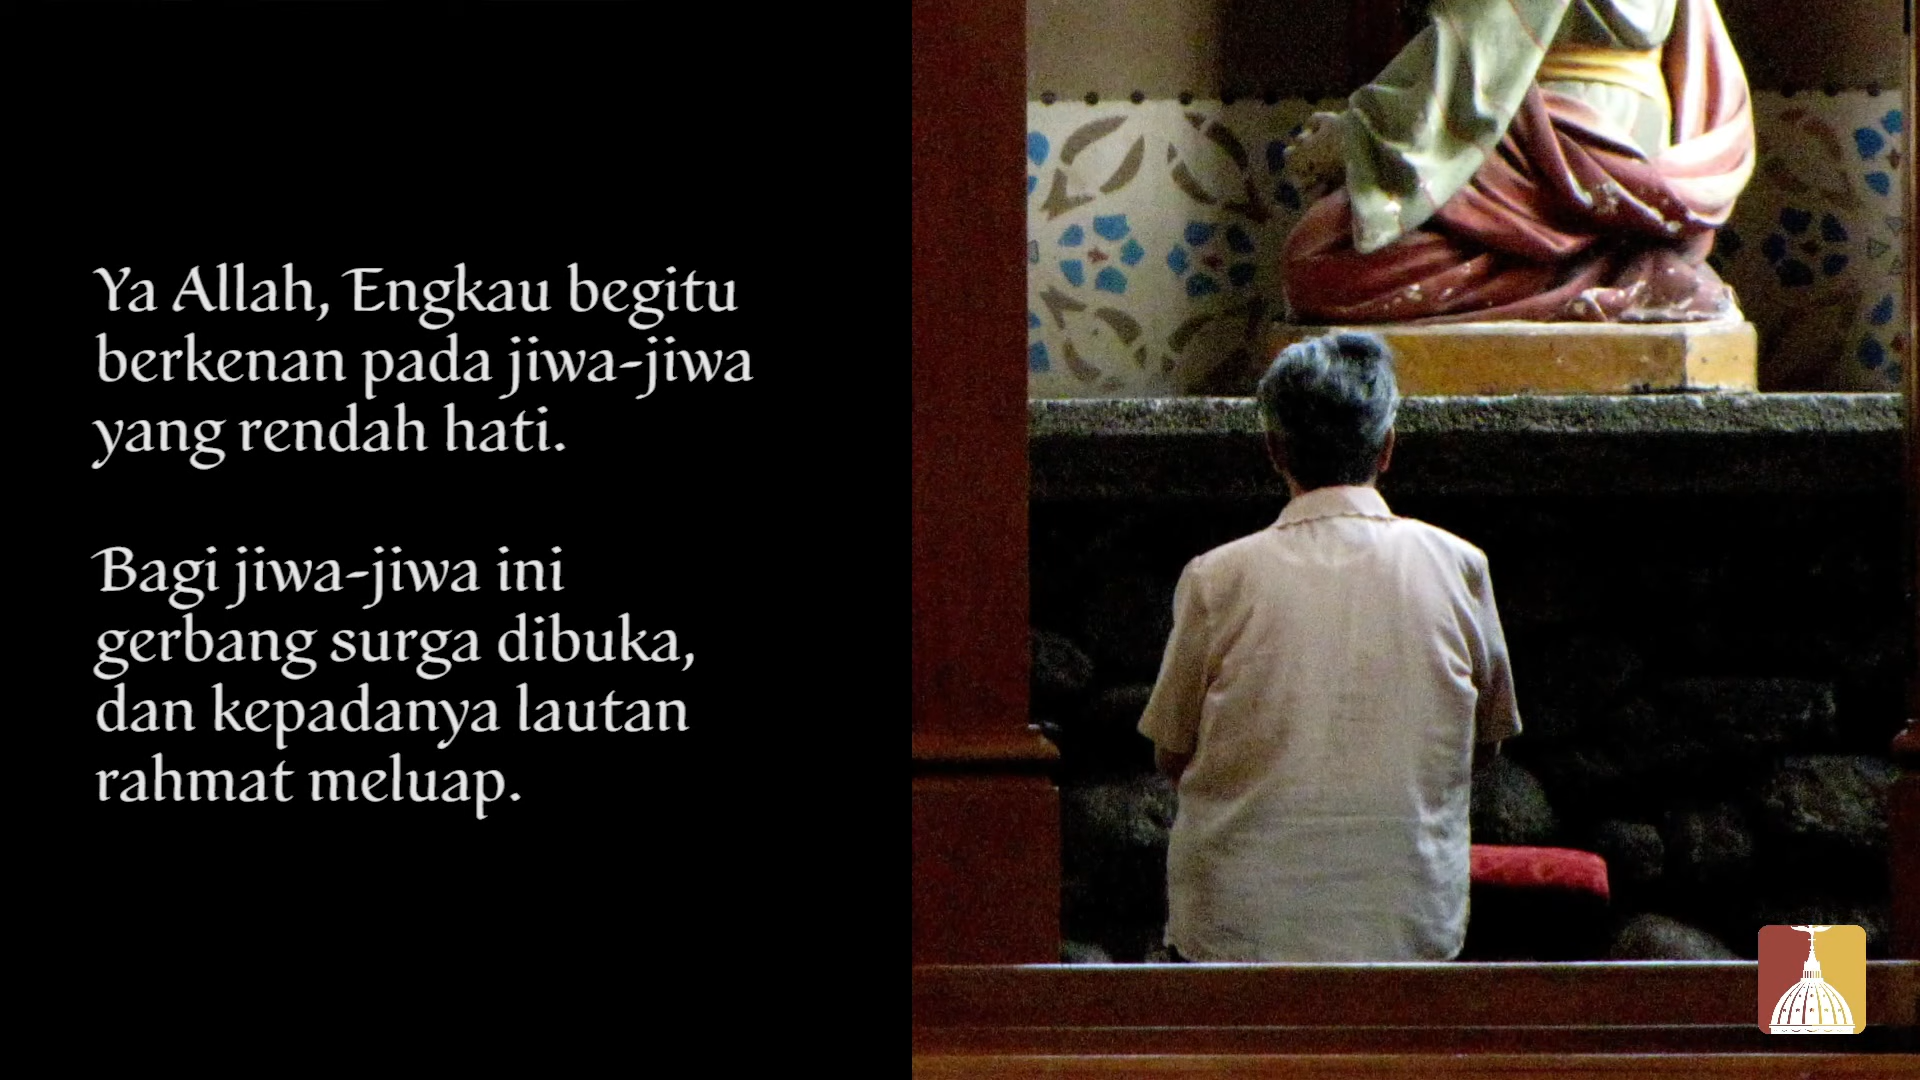 Ya Allah, Engkau begitu
berkenan pada jiwa-jiwa
yang rendah hati.
Bagi jiwa-jiwa ini
gerbang surga dibuka,
dan kepadanya lautan
rahmat meluap.